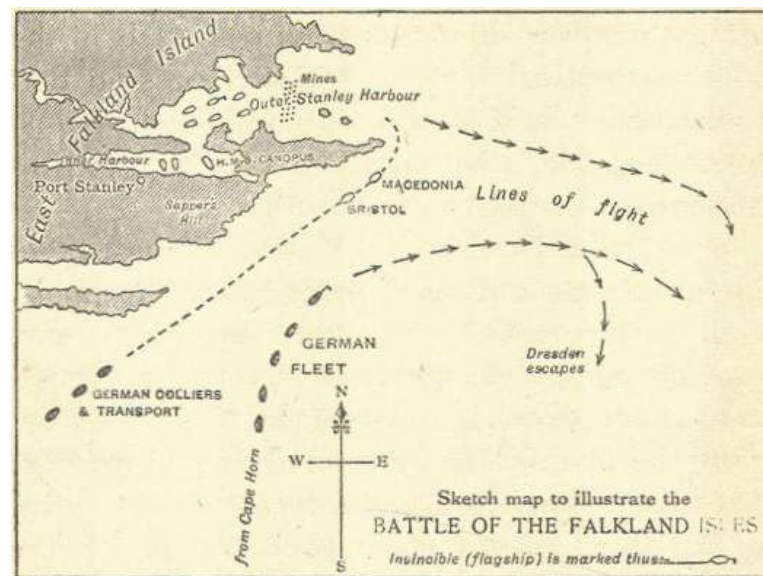 East Falkland Island
Mines
Outer Stanley Harbour
Inner Harbour
H.M.S. CANOPUS
Port Stanley
Sapper's
Hill
MACEDONIA
BRISTOL
Lines of fight
GERMAN
FLEET
Dresden
escapes
GERMAN COLLIERS
& TRANSPORT
N
W
E
S
from Cape Horn
Sketch map to illustrate the
BATTLE OF THE FALKLAND ISLES
Invincible (flagship) is marked thus: